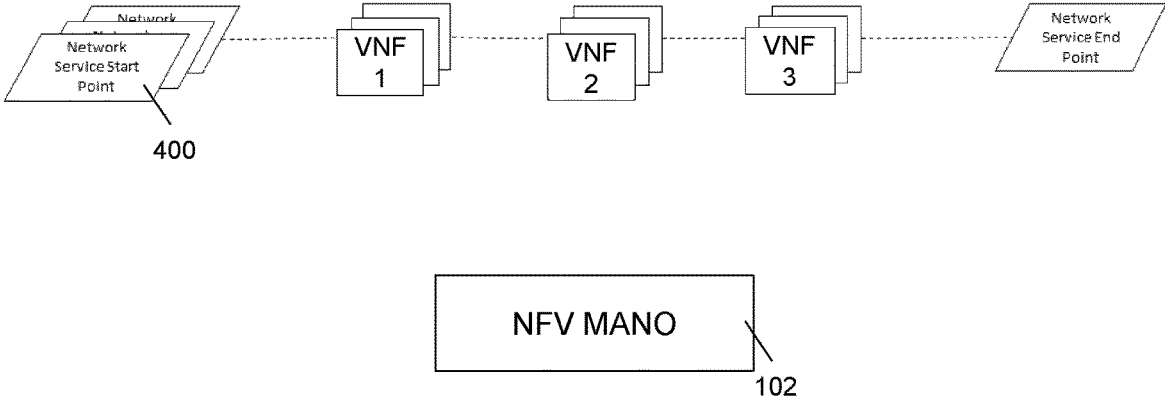 Network
Network
Service Start
Point
400
VNF
1
VNF
2
VNF
3
Network
Service End
Point
NFV MANO
102